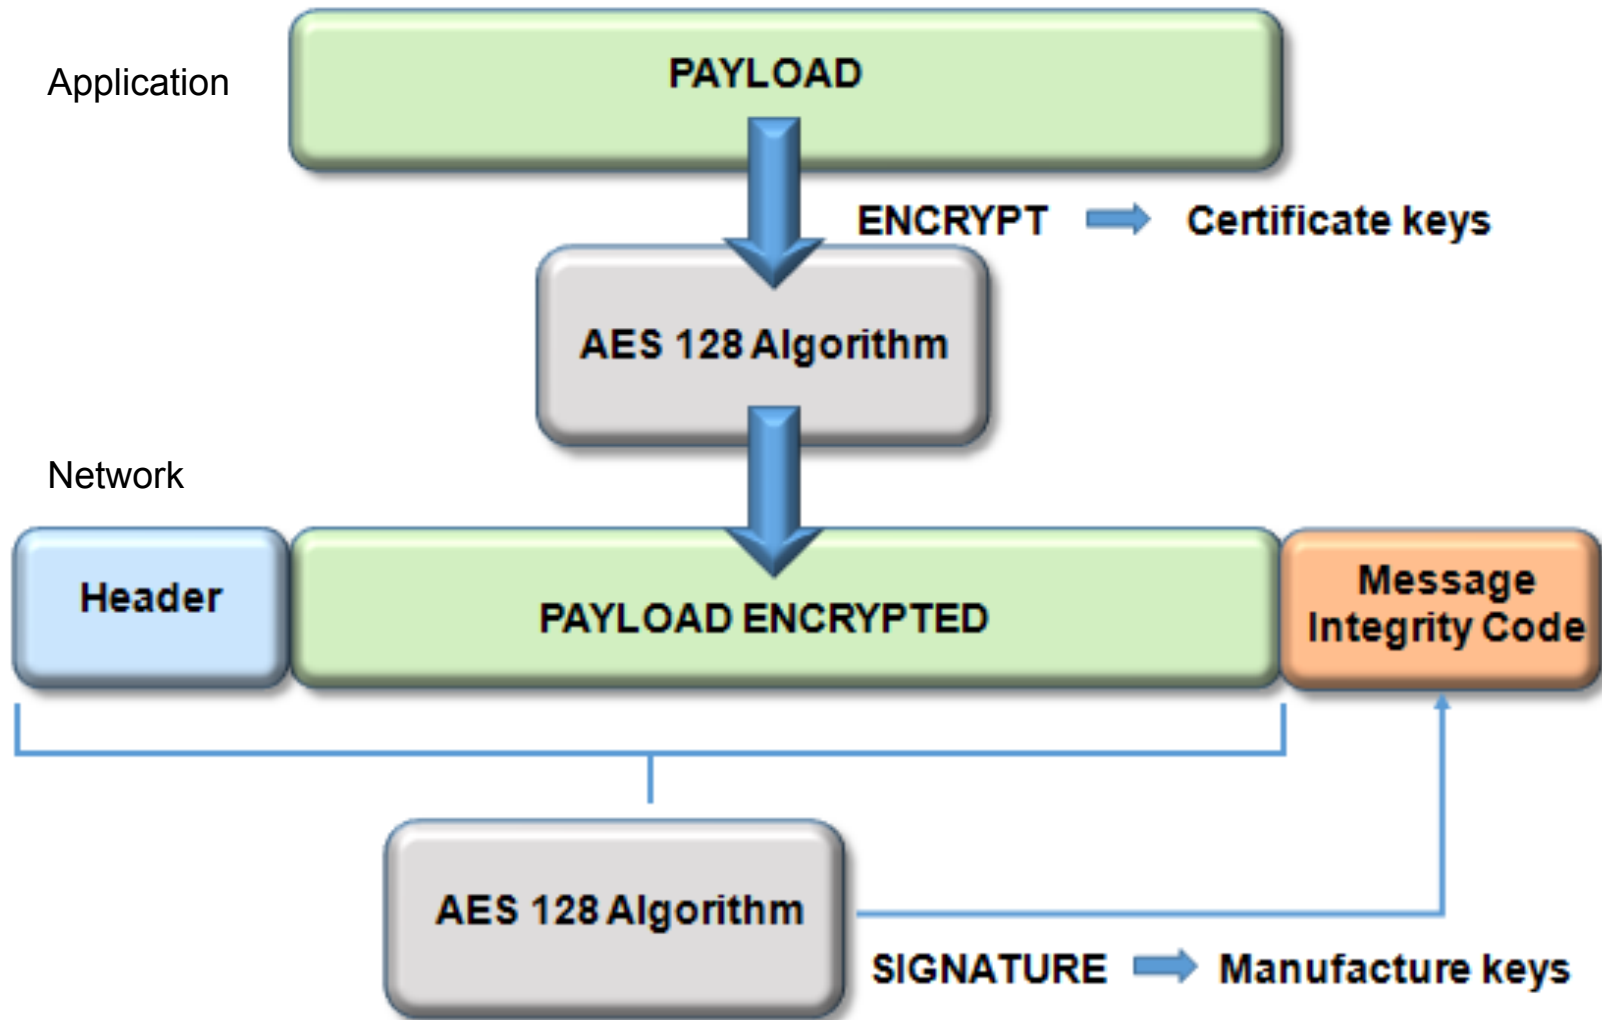 Application
PAYLOAD
ENCRYPT
Certificate keys
AES 128 Algorithm
Network
Header
PAYLOAD ENCRYPTED
Message
Integrity Code
AES 128 Algorithm
SIGNATURE
Manufacture keys